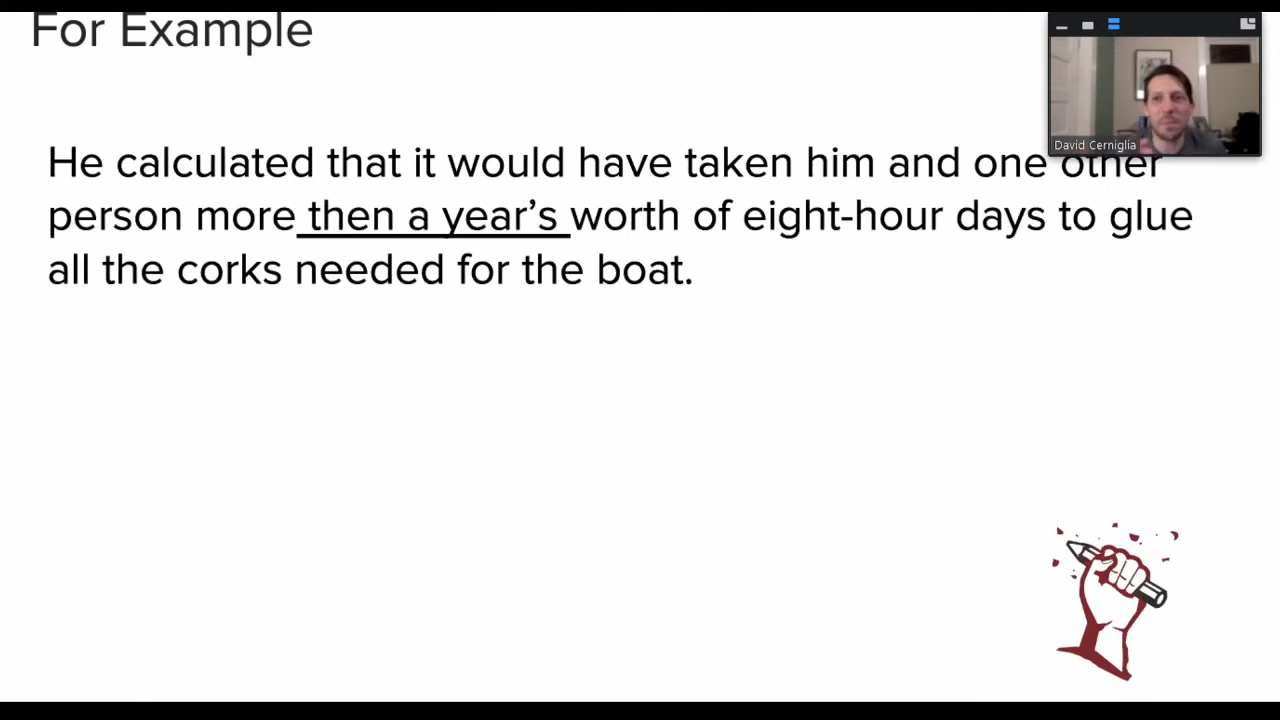 For Example
David Cerniglia
He calculated that it would have taken him and one other
person more then a year’s worth of eight-hour days to glue
all the corks needed for the boat.